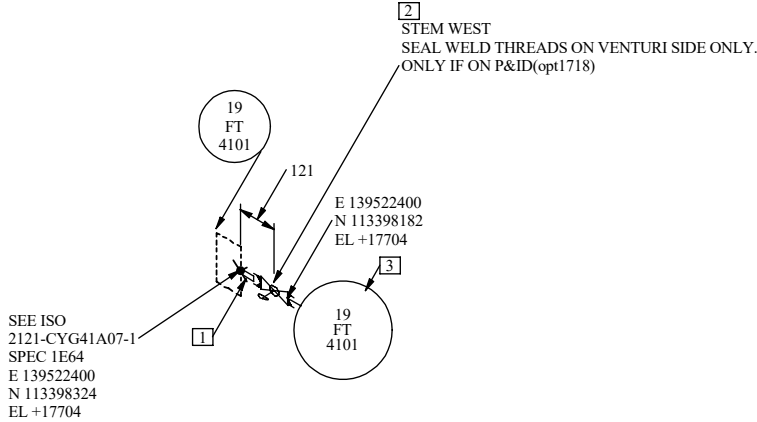 2
STEM WEST
SEAL WELD THREADS ON VENTURI SIDE ONLY.
ONLY IF ON P&ID(opt1718)
19
FT
4101
121
E 139522400
N 113398182
EL +17704
3
19
FT
4101
1
SEE ISO
2121-CYG41A07-1
SPEC 1E64
E 139522400
N 113398324
EL +17704